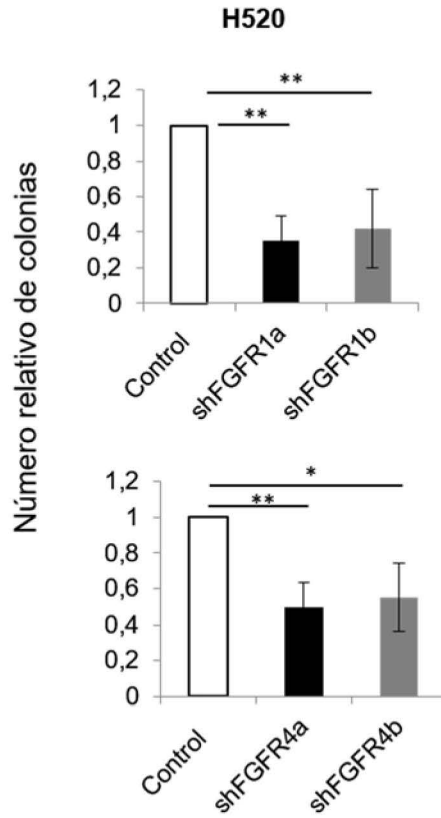 H520
Número relativo de colonias
**
**
1,2
1
0,8
0,6
0,4
0,2
0
Control
shFGFR1a
shFGFR1b
*
**
1,2
1
0,8
0,6
0,4
0,2
0
Control
shFGFR4a
shFGFR4b